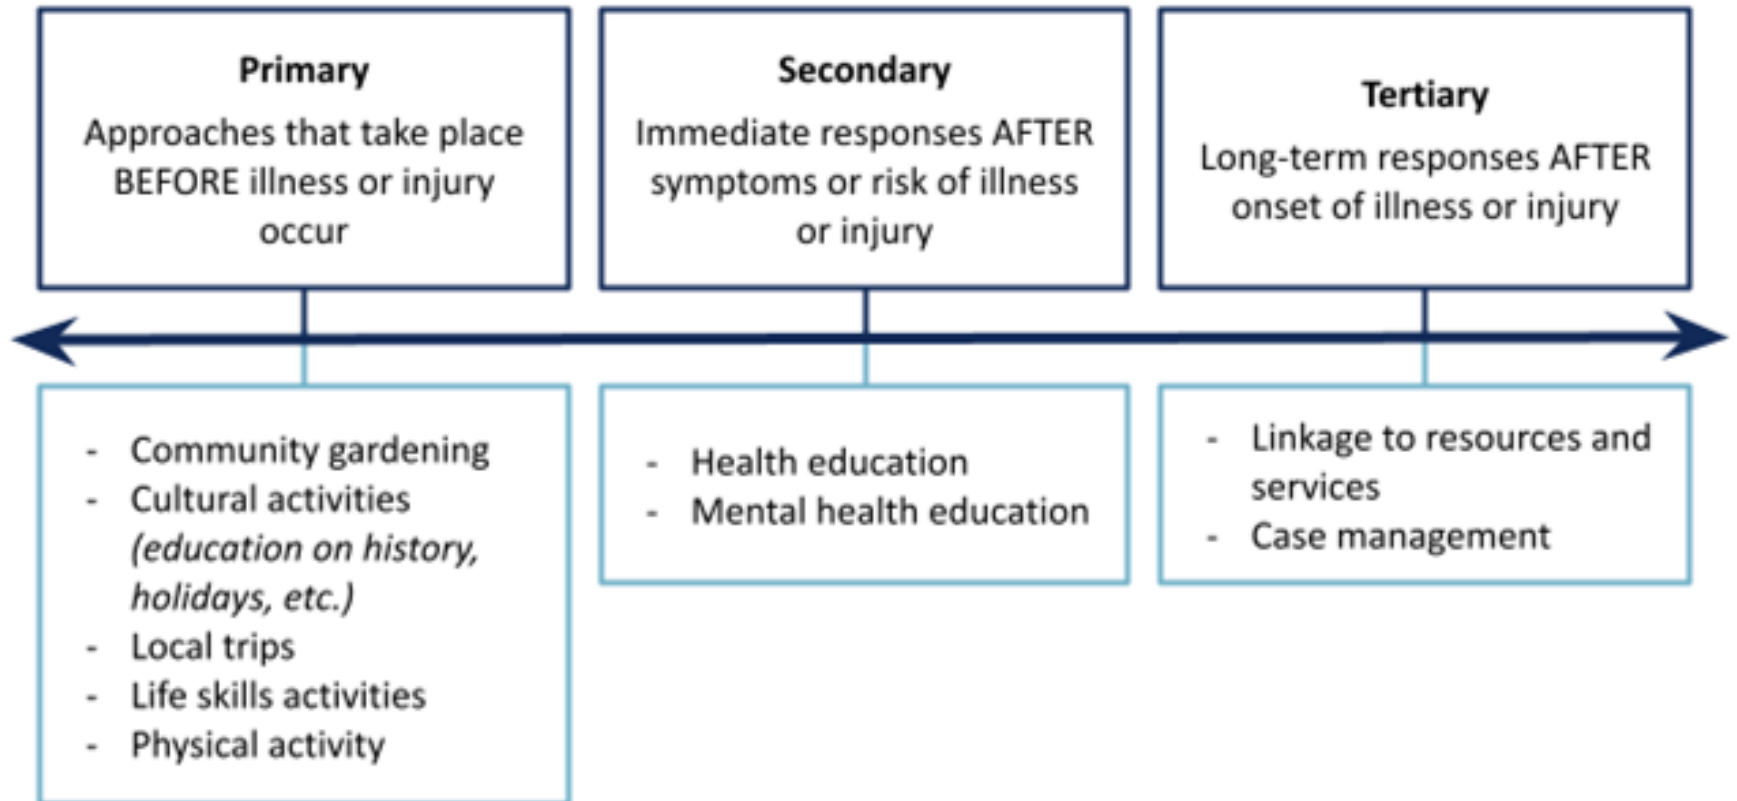 Primary
Approaches that take place
BEFORE illness or injury
occur
Secondary
Immediate responses AFTER
symptoms or risk of illness
or injury
Tertiary
Long-term responses AFTER
onset of illness or injury
- Community gardening
- Cultural activities
(education on history,
holidays, etc.)
- Local trips
- Life skills activities
- Physical activity
- Health education
- Mental health education
- Linkage to resources and
services
- Case management